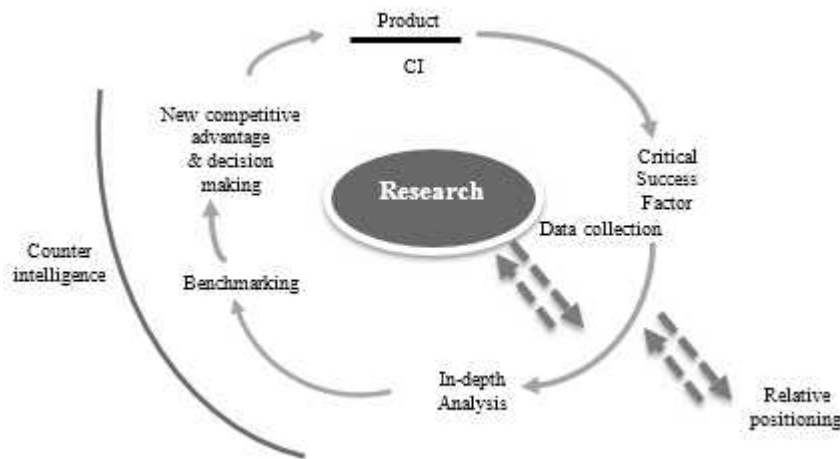 Product
CI
New competitive
advantage
& decision
making
Research
Critical
Success
Factor
Data collection
Counter
intelligence
Benchmarking
In-depth
Analysis
Relative
positioning